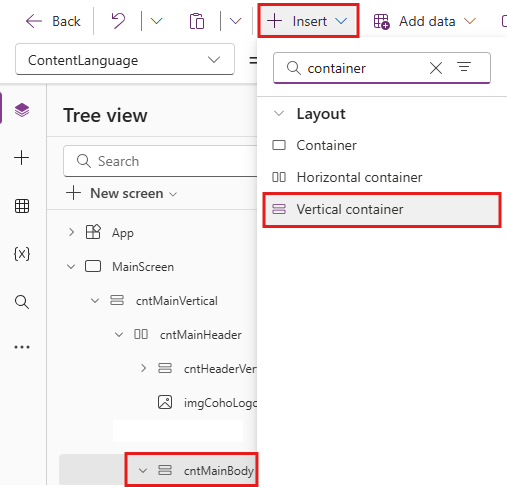 Back
Insert
Add data
ContentLanguage
=
container
Tree view
Layout
Search
Container
New screen
Horizontal container
Vertical container
App
MainScreen
cntMainVertical
cntMainHeader
cntHeaderVer
imgCohoLogo
cntMainBody
{x}